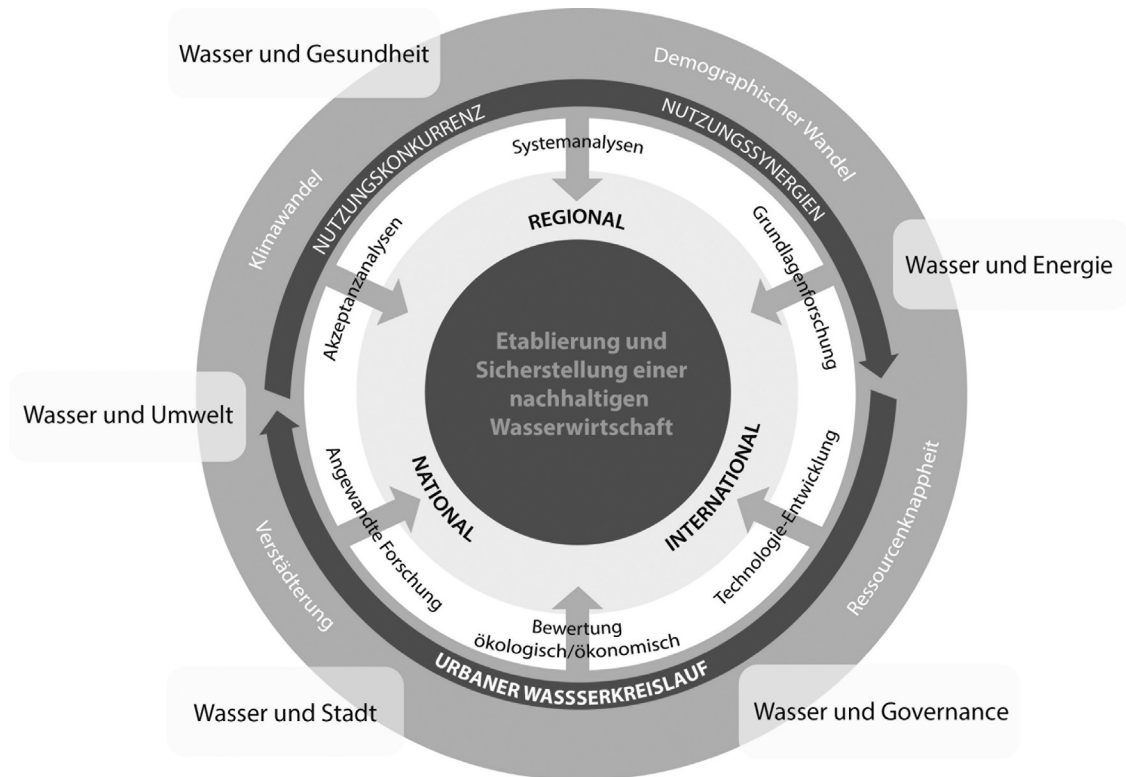 Wasser und Gesundheit
Demographischer Wandel
NUTZUNGSKONKURRENZ
NUTZUNGSSYNERGIEN
Klimawandel
Systemanalysen
REGIONAL
Akzeptanzanalysen
Grundlagenforschung
Wasser und Energie
Etablierung und
Sicherstellung einer
nachhaltigen
Wasserwirtschaft
Wasser und Umwelt
NATIONAL
INTERNATIONAL
Angewandte Forschung
Technologie-Entwicklung
Verstädterung
Ressourcenknappheit
Bewertung
ökologisch/ökonomisch
URBANER WASSSERKREISLAUF
Wasser und Stadt
Wasser und Governance